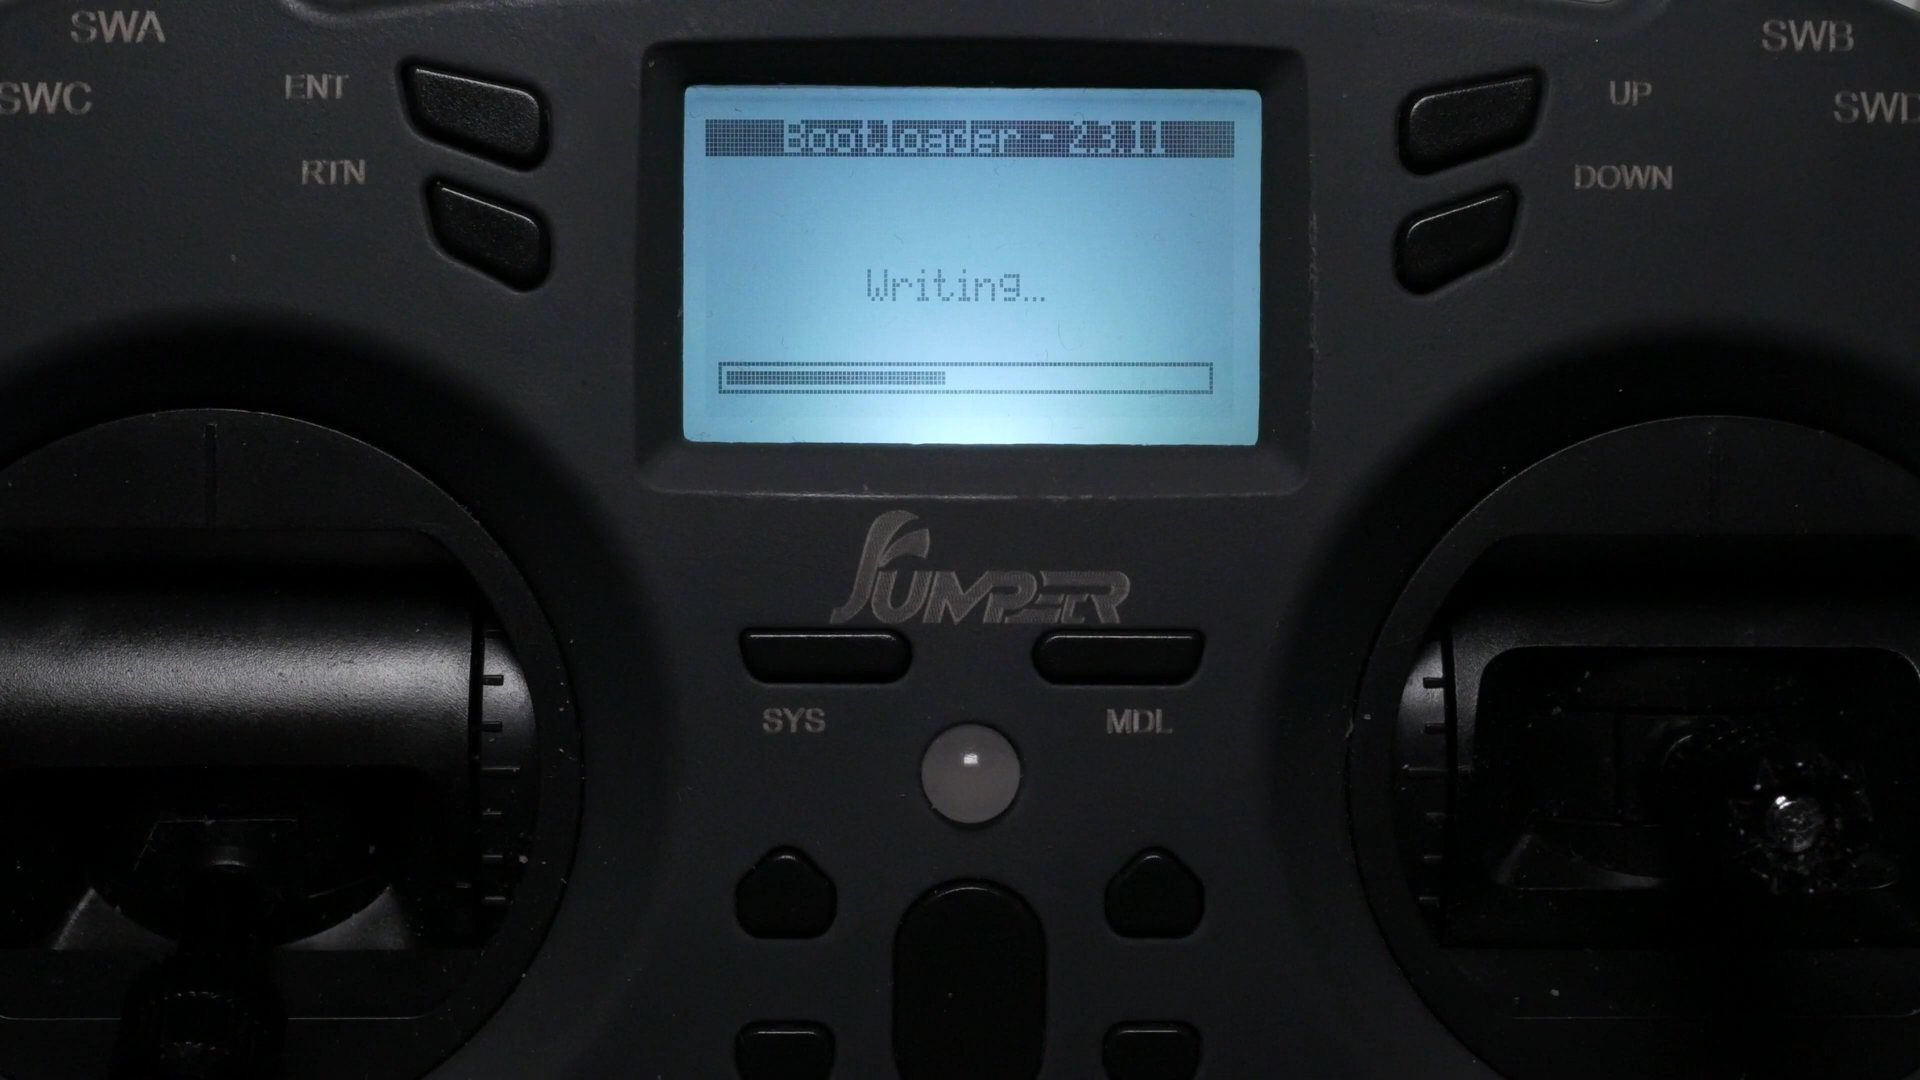 SWA
SWB
SWC
ENT
UP
SWD
RTN
DOWN
Bootloader - 2.3.11
Writing...
JUMPER
SYS
MDL